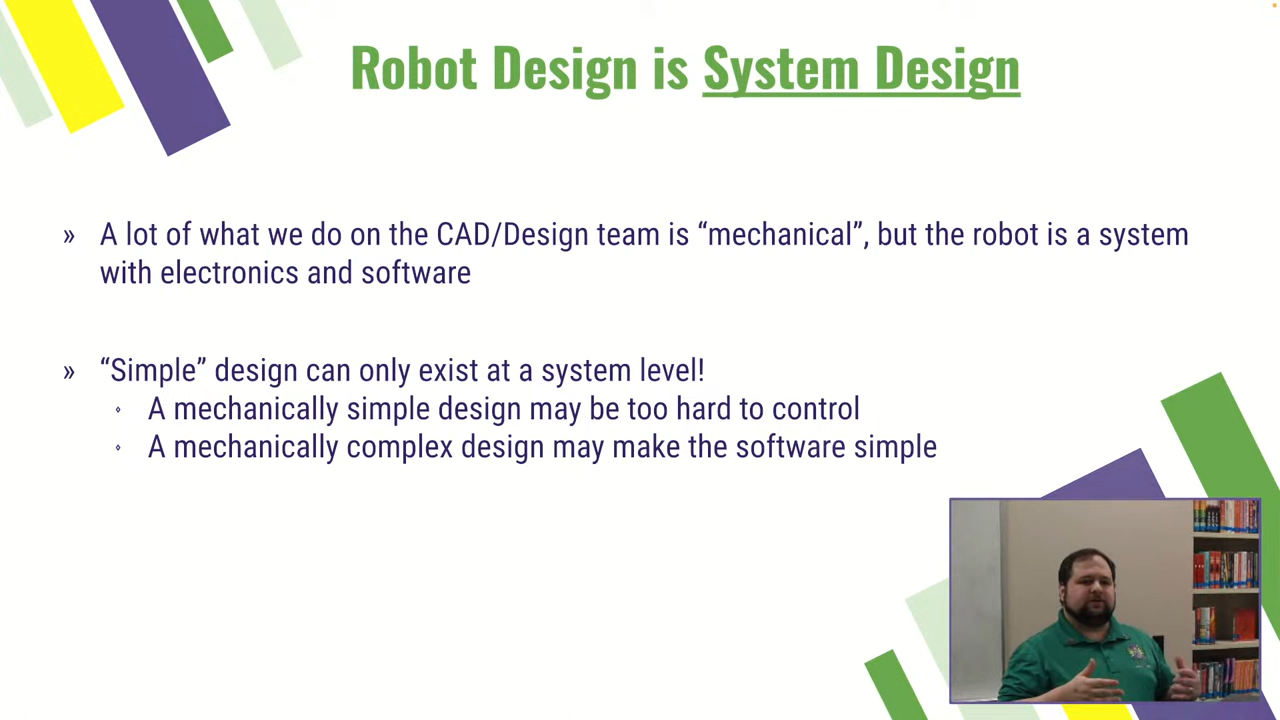 Robot Design is System Design
» A lot of what we do on the CAD/Design team is “mechanical”, but the robot is a system
with electronics and software
» “Simple” design can only exist at a system level!
⬨ A mechanically simple design may be too hard to control
⬨ A mechanically complex design may make the software simple